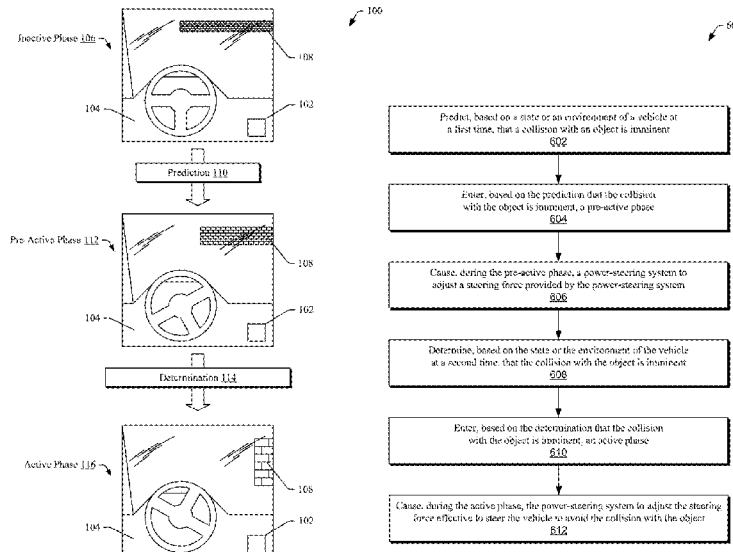 100
60
Inactive Phase 106
108
104
102
Prediction 110
Pre-Active Phase 112
108
104
102
Determination 114
Active Phase 116
108
104
102
Predict, based on a state or an environment of a vehicle at
a first time, that a collision with an object is imminent
602
Enter, based on the prediction that the collision
with the object is imminent, a pre-active phase
604
Cause, during the pre-active phase, a power-steering system to
adjust a steering force provided by the power-steering system
606
Determine, based on the state or the environment of the vehicle
at a second time, that the collision with the object is imminent
608
Enter, based on the determination that the collision
with the object is imminent, an active phase
610
Cause, during the active phase, the power-steering system to adjust the steering
force effective to steer the vehicle to avoid the collision with the object
612